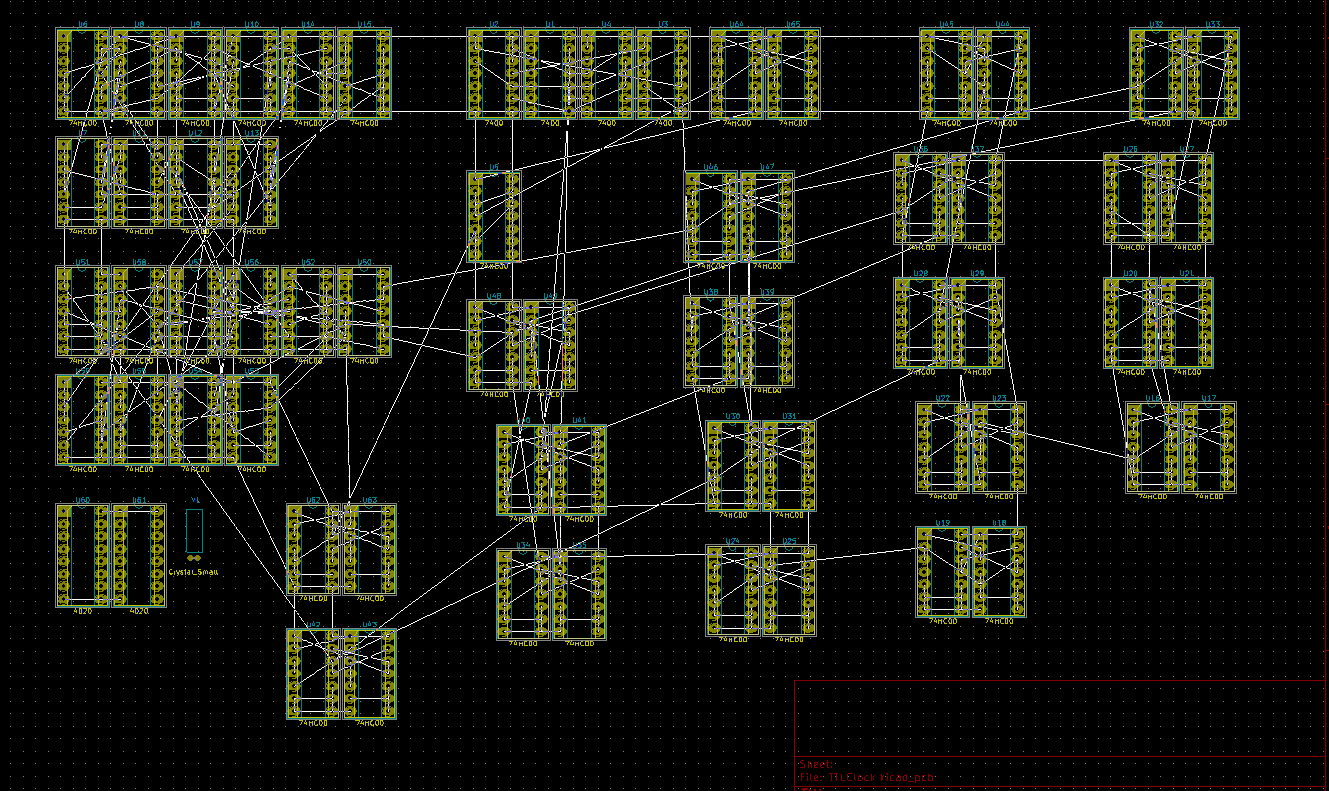 U6 U8 U9 U10 U14 U15 U2 U1 U4 U3 U64 U65 U45 U44 U32 U33
74HC00 74HC00 74HC00 74HC00 74HC00 74HC00 7400 7400 7400 7400 74HC00 74HC00 74HC00 74HC00 74HC00 74HC00
U12 U13
U5 U46 U47
74HC00 74HC00 74HC00 74HC00
74HC00 74HC00 74HC00 74HC00
74HC00 74HC00 74HC00
U51 U58 U56 U52 U50
U28 U29 U20 U21
U48 U38 U39
74HC00 74HC00 74HC00 74HC00 74HC00 74HC00
74HC00 74HC00 74HC00 74HC00
74HC00 74HC00 74HC00 74HC00
U22 U23 U17
U41 U30 U31
74HC00 74HC00 74HC00 74HC00
74HC00 74HC00 74HC00 74HC00
U60 U61 Y1 U62 U63
74HC00 74HC00 74HC00 74HC00
U19 U18
U34 U24 U25
Crystal_Small
74HC00 74HC00
4020 4020
74HC00 74HC00
U42 U43
74HC00 74HC00 74HC00 74HC00
74HC00 74HC00
Sheet:
File: TTLClock.kicad_pcb